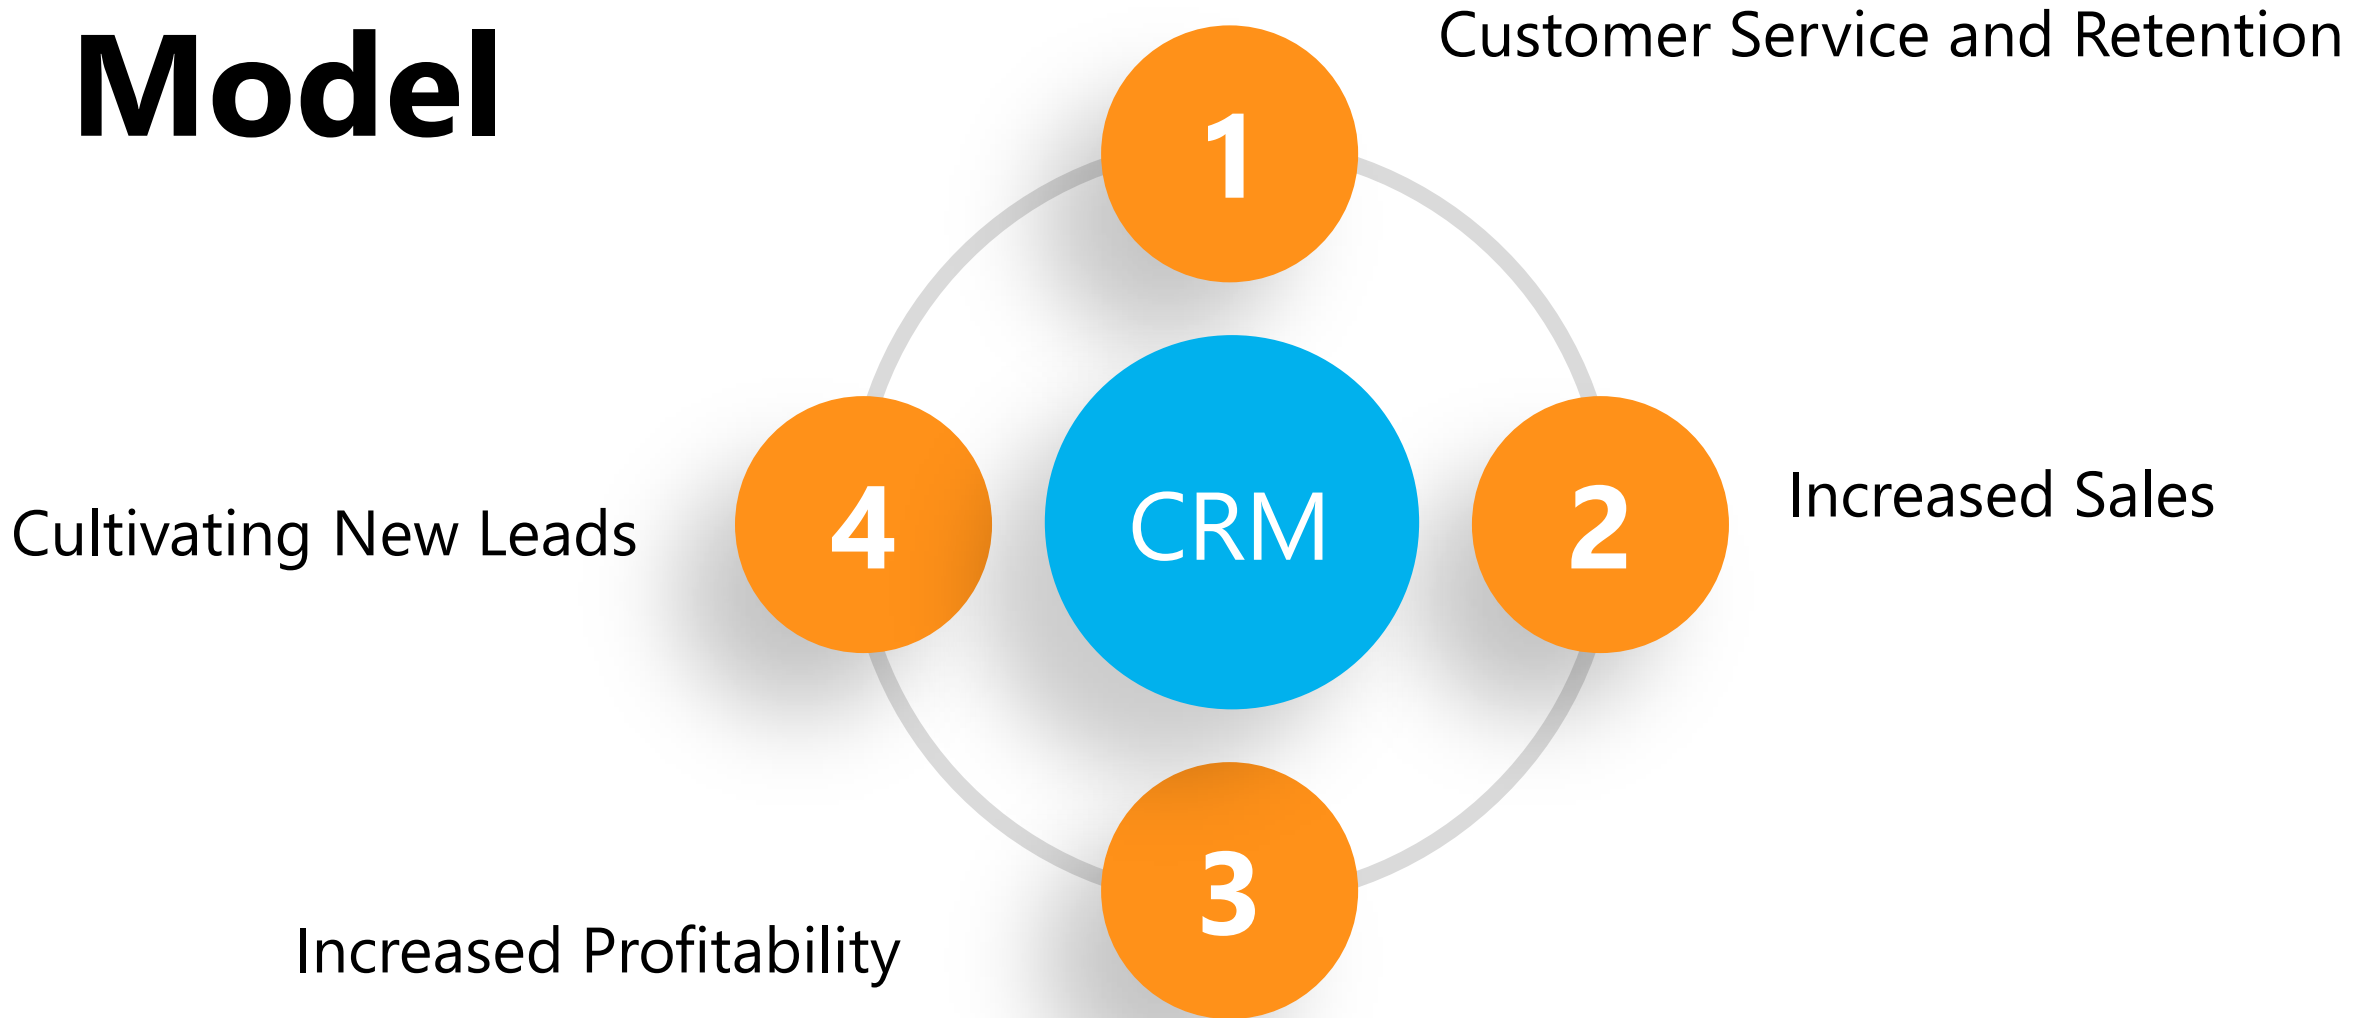 Model
Customer Service and Retention
1
CRM
4
2
Increased Sales
Cultivating New Leads
3
Increased Profitability